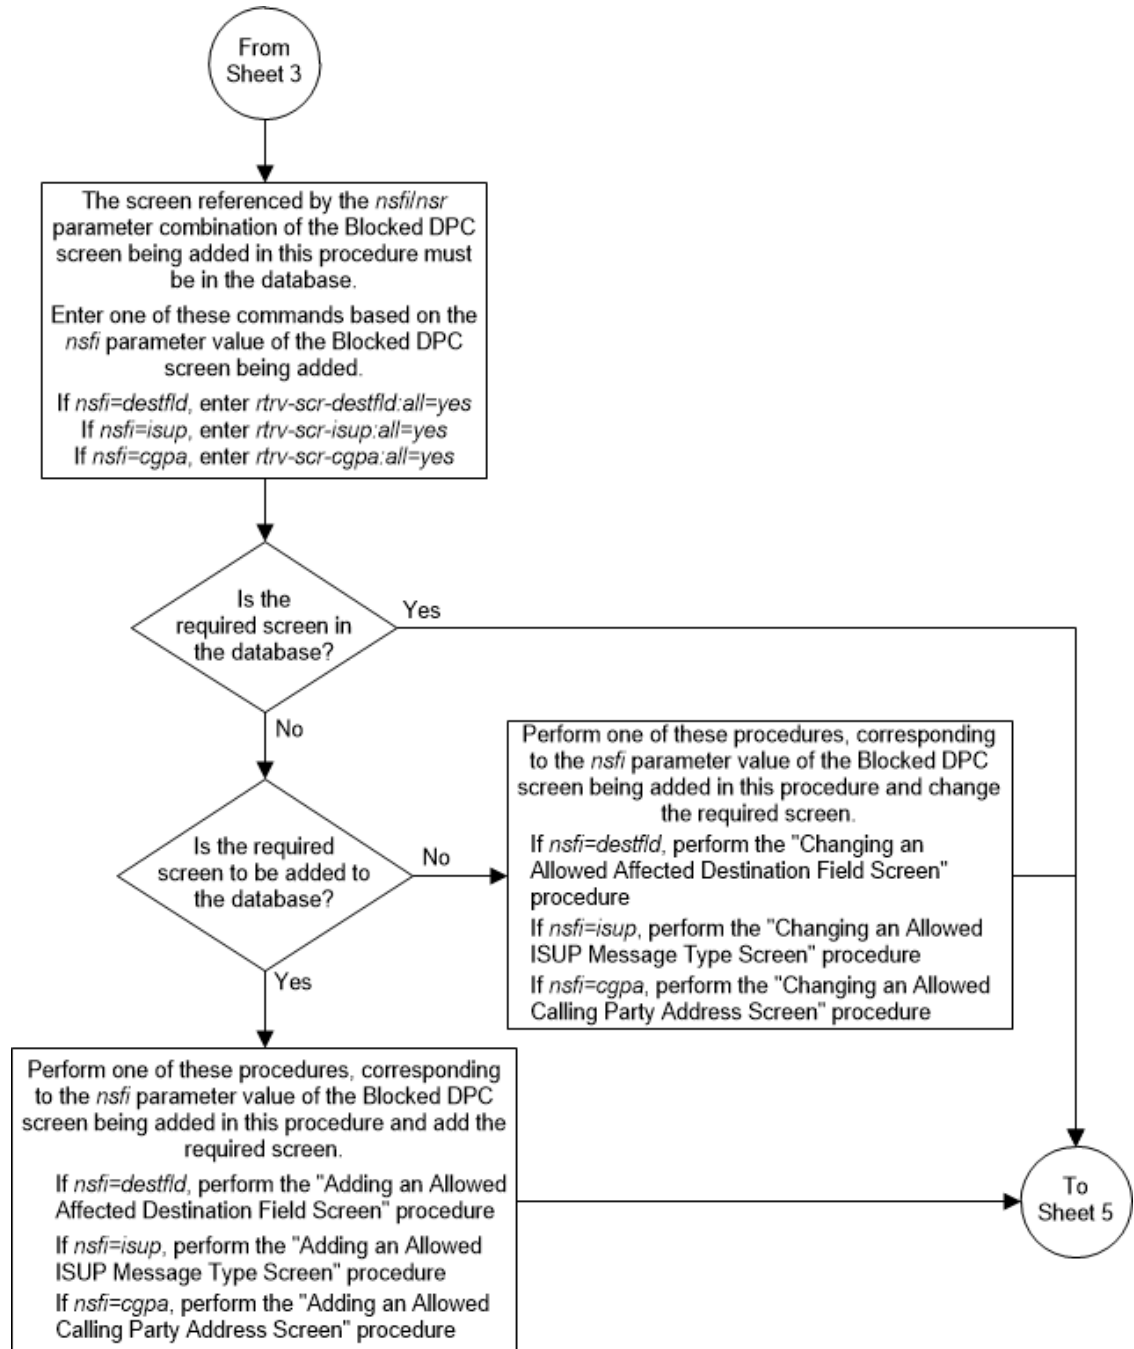 From
Sheet 3
The screen referenced by the nsfi/nsr
parameter combination of the Blocked DPC
screen being added in this procedure must
be in the database.
Enter one of these commands based on the
nsfi parameter value of the Blocked DPC
screen being added.
If nsfi=destfld, enter rtrv-scr-destfld:all=yes
If nsfi=isup, enter rtrv-scr-isup:all=yes
If nsfi=cgpa, enter rtrv-scr-cgpa:all=yes
Is the
required screen in
the database?
Yes
No
Is the required
screen to be added to
the database?
No
Yes
Perform one of these procedures, corresponding
to the nsfi parameter value of the Blocked DPC
screen being added in this procedure and change
the required screen.
If nsfi=destfld, perform the "Changing an
Allowed Affected Destination Field Screen"
procedure
If nsfi=isup, perform the "Changing an Allowed
ISUP Message Type Screen" procedure
If nsfi=cgpa, perform the "Changing an Allowed
Calling Party Address Screen" procedure
Perform one of these procedures, corresponding
to the nsfi parameter value of the Blocked DPC
screen being added in this procedure and add the
required screen.
If nsfi=destfld, perform the "Adding an Allowed
Affected Destination Field Screen" procedure
If nsfi=isup, perform the "Adding an Allowed
ISUP Message Type Screen" procedure
If nsfi=cgpa, perform the "Adding an Allowed
Calling Party Address Screen" procedure
To
Sheet 5